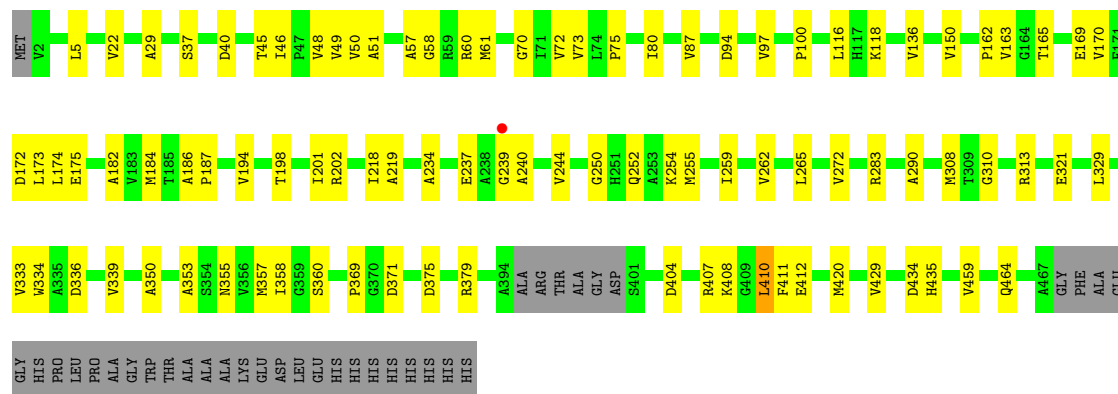 MET V2 L5 V22 A29 S37 D40 T45 I46 P47 V48 V49 V50 A51 A57 G58 R59 R60 M61 G70 I71 V72 V73 L74 P75 I80 V87 D94 V97 P100 L116 H117 K118 V136 V150 P162 V163 G164 T165 E169 V170
D172 L173 L174 E175 A182 V183 M184 T185 A186 P187 V194 T198 I201 R202 I218 A219 A234 E237 A238 G239 A240 V244 G250 H251 Q252 A253 K254 M255 I259 V262 L265 V272 R283 A290 M308 T309 G310 R313 E321 L329
V333 W334 A335 D336 V339 A350 A353 S354 N355 V356 M357 I358 G359 S360 P369 G370 D371 D375 R379 A394 ALA ARG THR ALA GLY ASP S401 D404 R407 K408 G409 L410 F411 E412 M420 V429 D434 H435 V459 Q464 A467 GLY PHE ALA GLU
GLY HIS PRO LEU PRO ALA GLY TRP THR ALA ALA ALA LYS GLU ASP LEU GLU HIS HIS HIS HIS HIS HIS HIS HIS